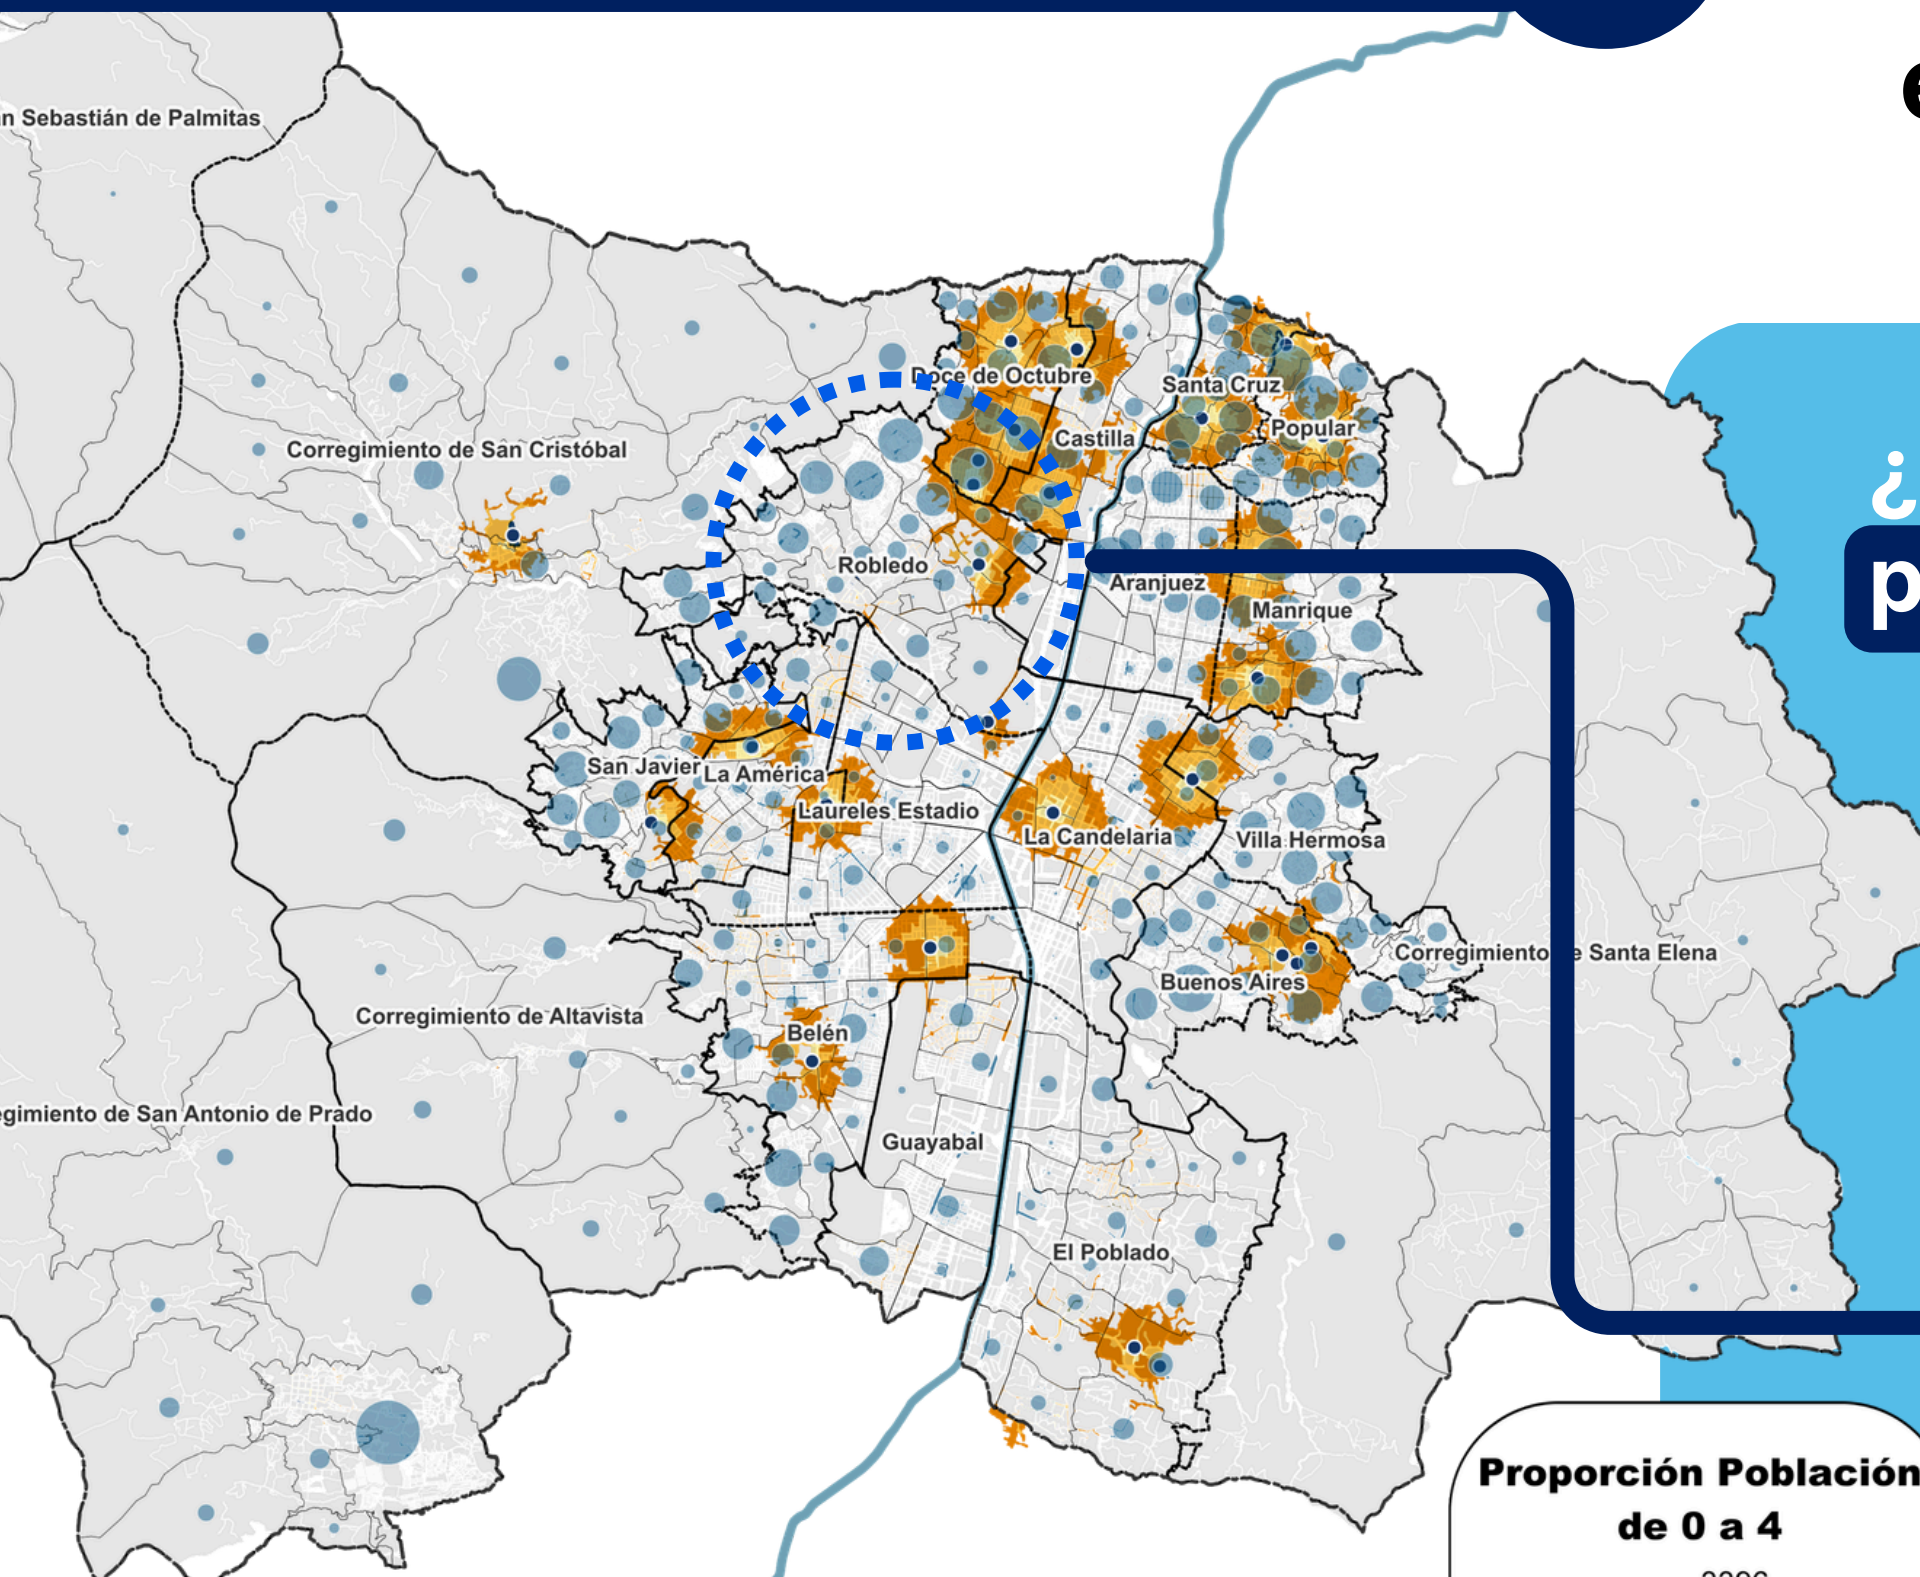 Sebastián de Palmitas
Doce de Octubre
Santa Cruz
Popular
Castilla
Corregimiento de San Cristóbal
¿
p
Robledo
Aranjuez
Manrique
San Javier
La América
Laureles Estadio
La Candelaria
Villa Hermosa
Corregimiento de Santa Elena
Buenos Aires
Corregimiento de Altavista
Belén
egimiento de San Antonio de Prado
Guayabal
El Poblado
Proporción Población
de 0 a 4